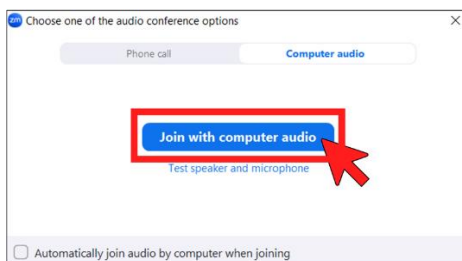 zm Choose one of the audio conference options
Phone call Computer audio
Join with computer audio
Test speaker and microphone
Automatically join audio by computer when joining